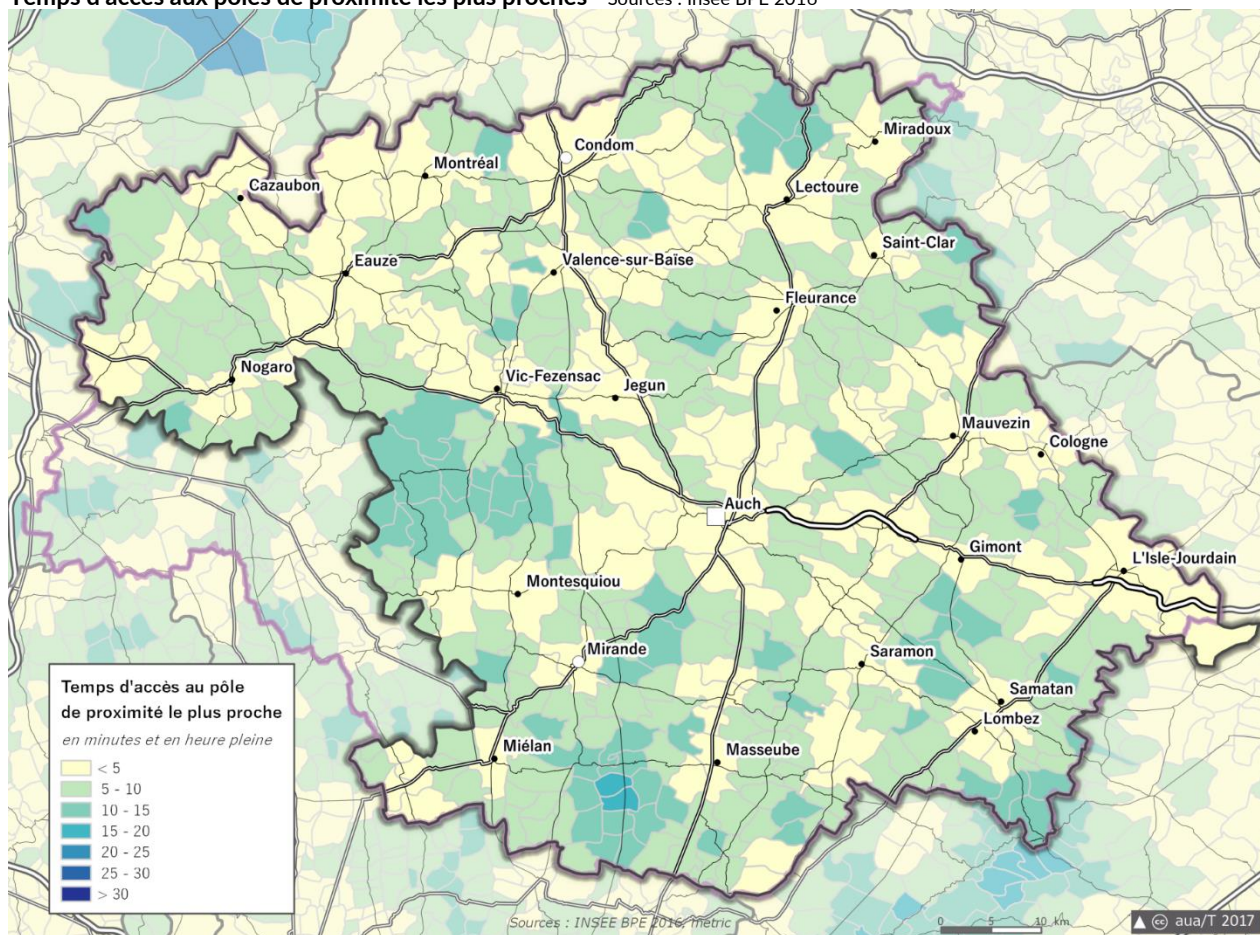 Temps d'accès aux pôles de proximité les plus proches - Sources : Insee BPE 2016
Miradoux
Condom
Montréal
Cazaubon
Lectoure
Saint-Clar
Eauze
Valence-sur-Baïse
Fleurance
Nogaro
Vic-Fezensac
Jegun
Mauvezin
Cologne
Auch
Gimont
L'Isle-Jourdain
Montesquiou
Mirande
Saramon
Samatan
Lombez
Miélan
Masseube
Temps d'accès au pôle
de proximité le plus proche
en minutes et en heure pleine
< 5
5 - 10
10 - 15
15 - 20
20 - 25
25 - 30
> 30
Sources : INSEE BPE 2016, metric
0 5 10 km
cc aua/T 2017